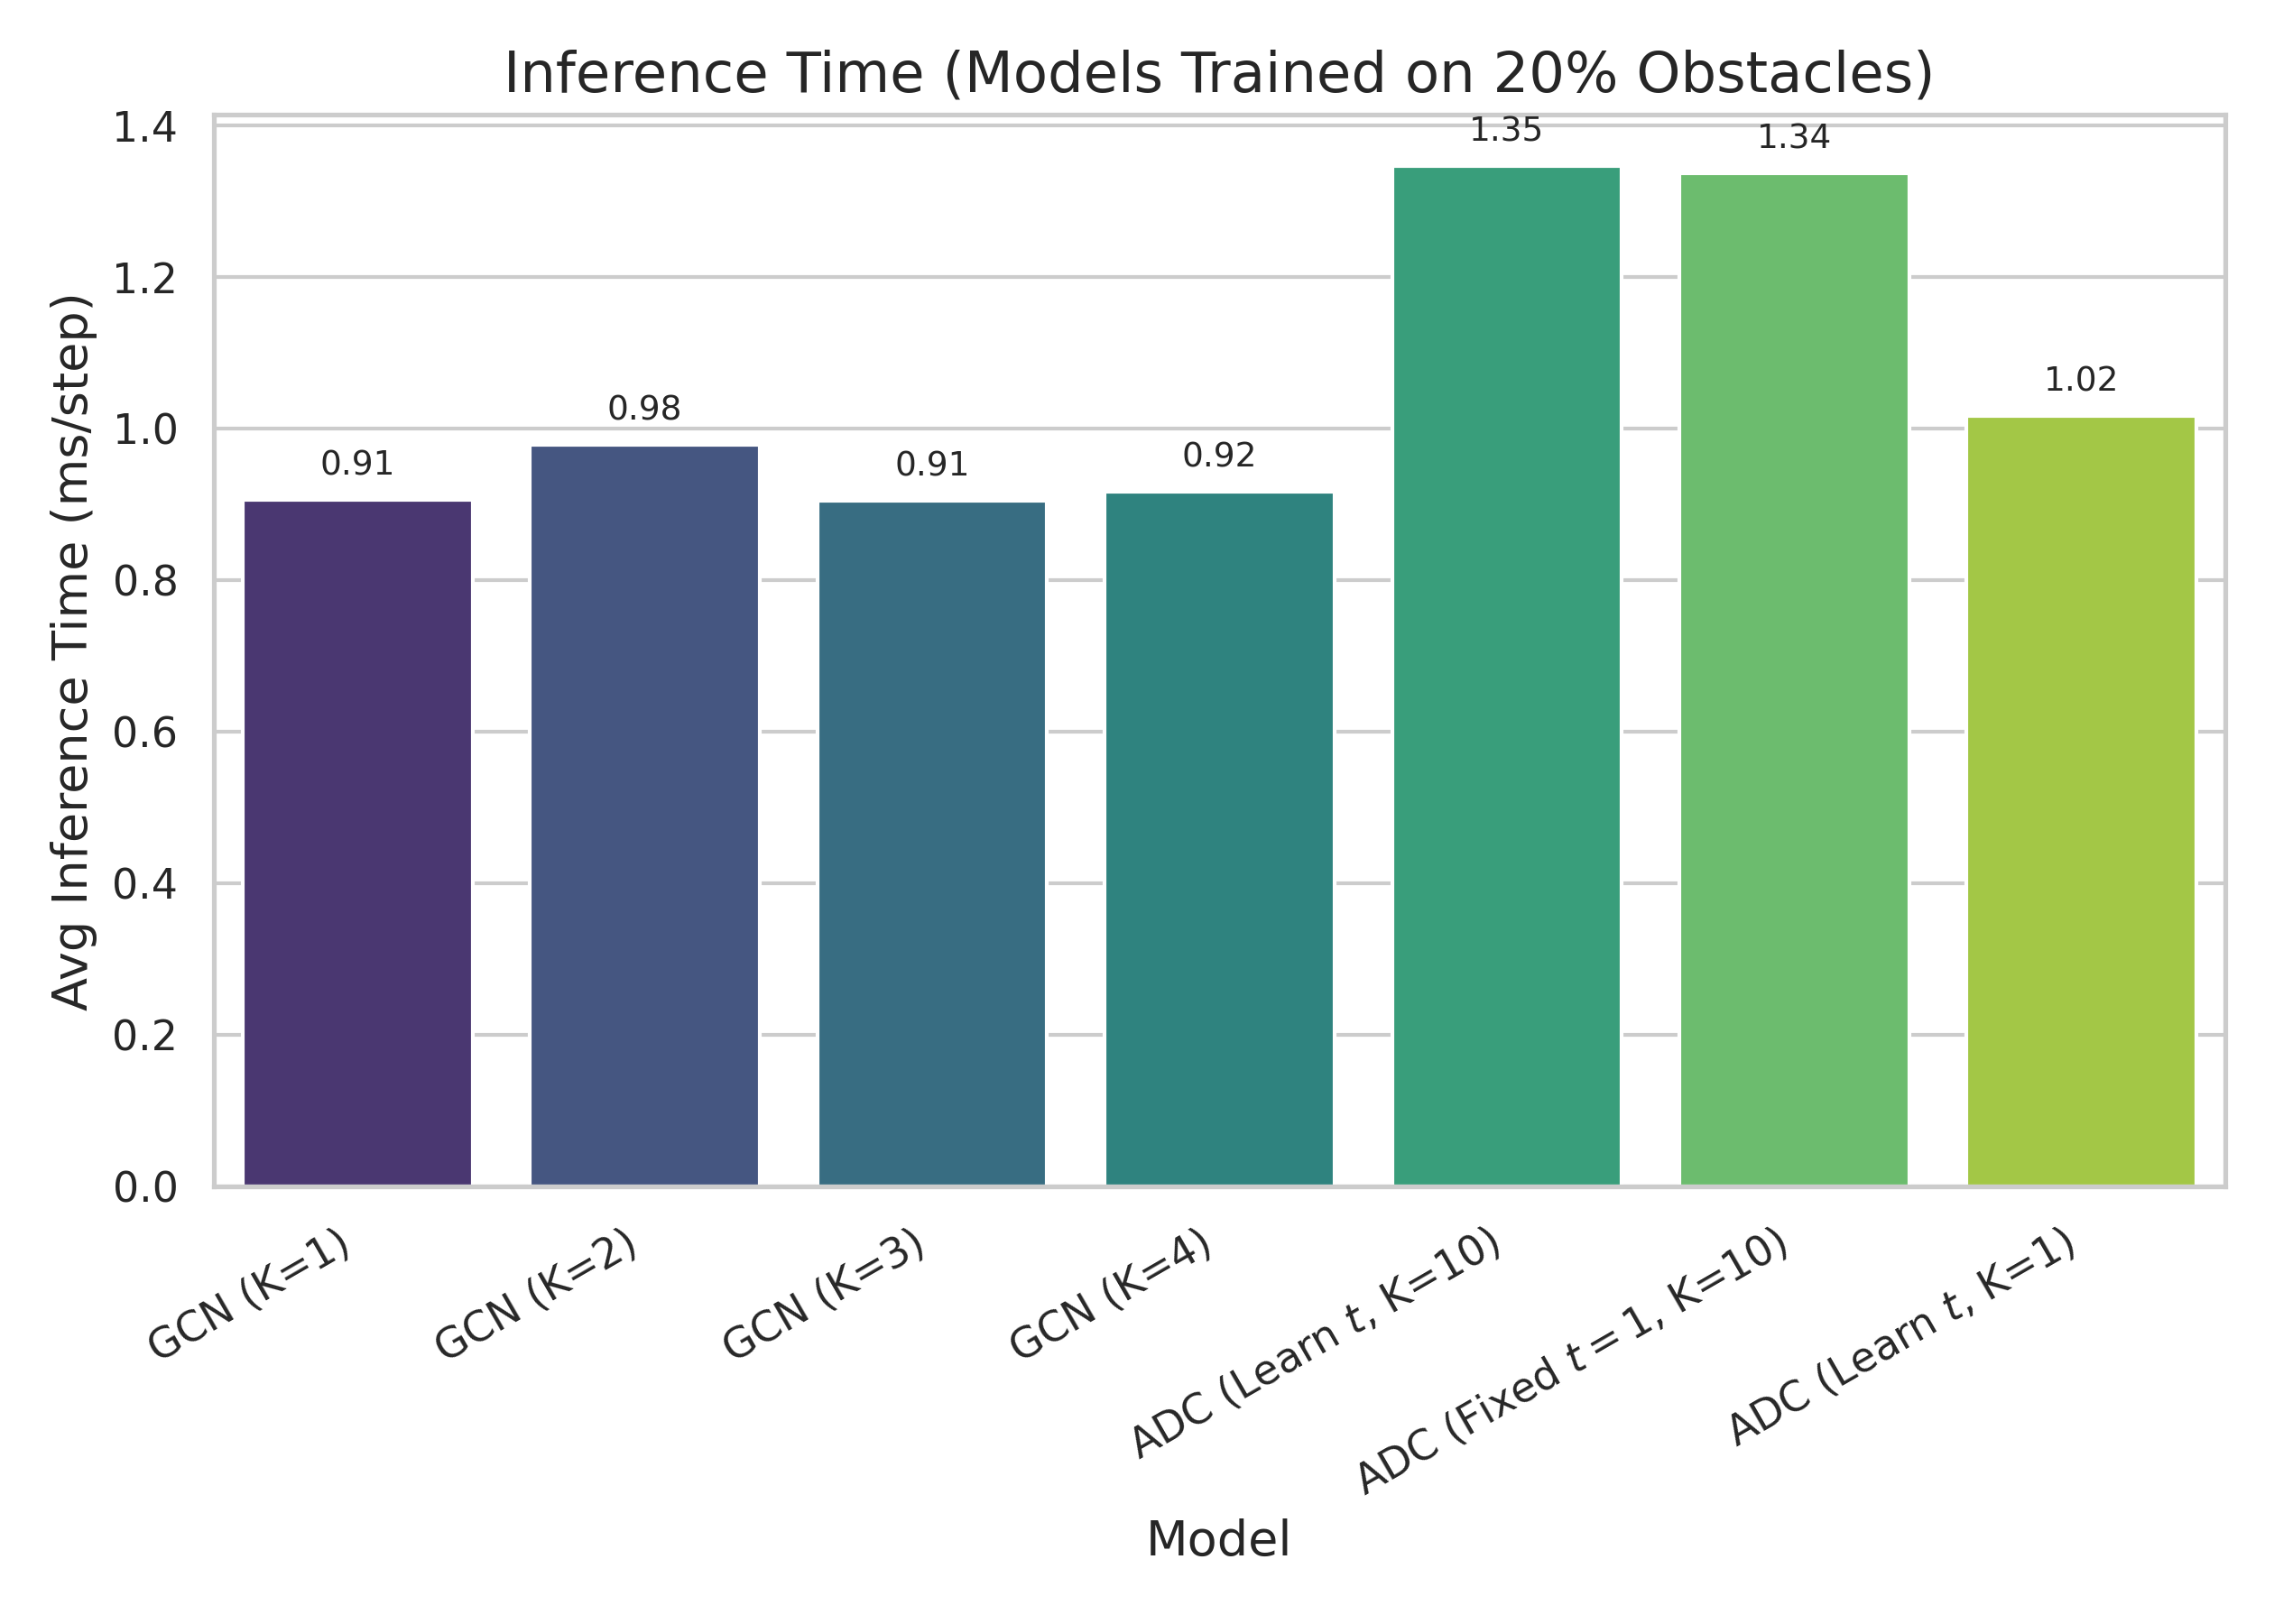 Inference Time (Models Trained on 20% Obstacles)
Avg Inference Time (ms/step)
1.4
1.2
1.0
0.8
0.6
0.4
0.2
0.0
0.91
0.98
0.91
0.92
1.35
1.34
1.02
GCN (K=1)
GCN (K=2)
GCN (K=3)
GCN (K=4)
ADC (Learn t, K=10)
ADC (Fixed t = 1, K=10)
ADC (Learn t, K=1)
Model